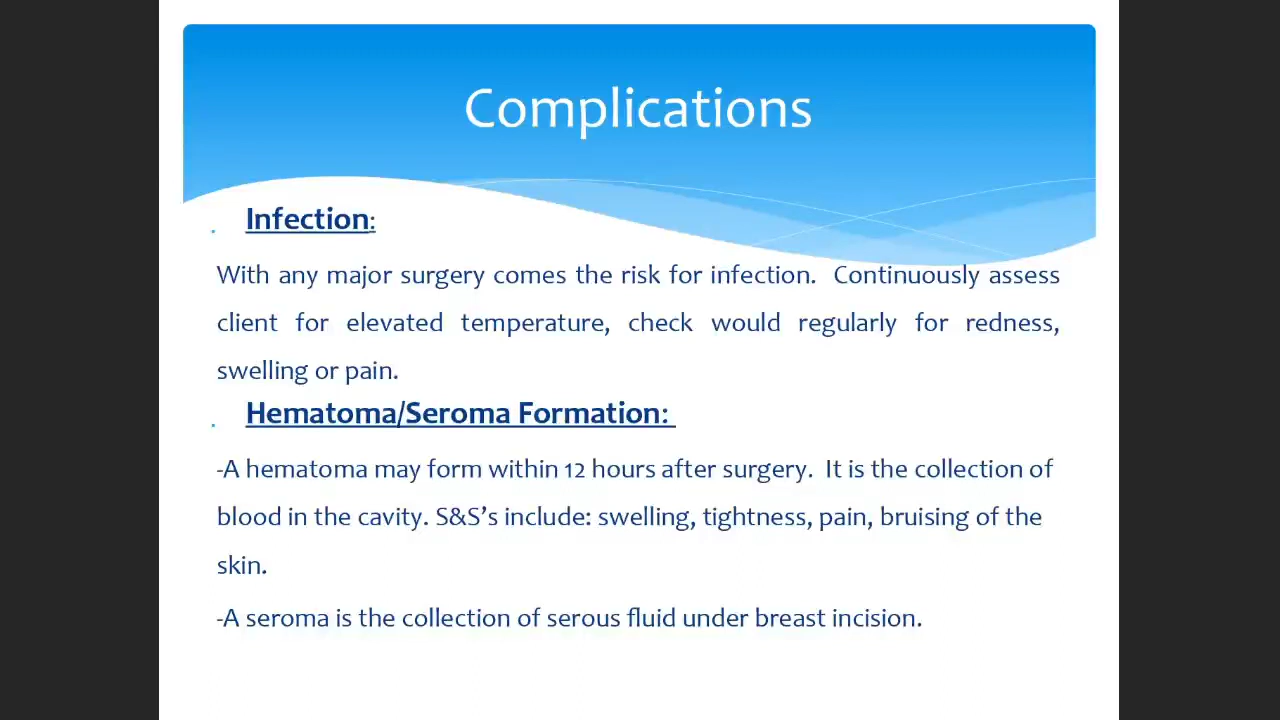 Complications
. Infection:
With any major surgery comes the risk for infection.  Continuously assess
client for elevated temperature, check would regularly for redness,
swelling or pain.
. Hematoma/Seroma Formation:
-A hematoma may form within 12 hours after surgery.  It is the collection of
blood in the cavity. S&S’s include: swelling, tightness, pain, bruising of the
skin.
-A seroma is the collection of serous fluid under breast incision.